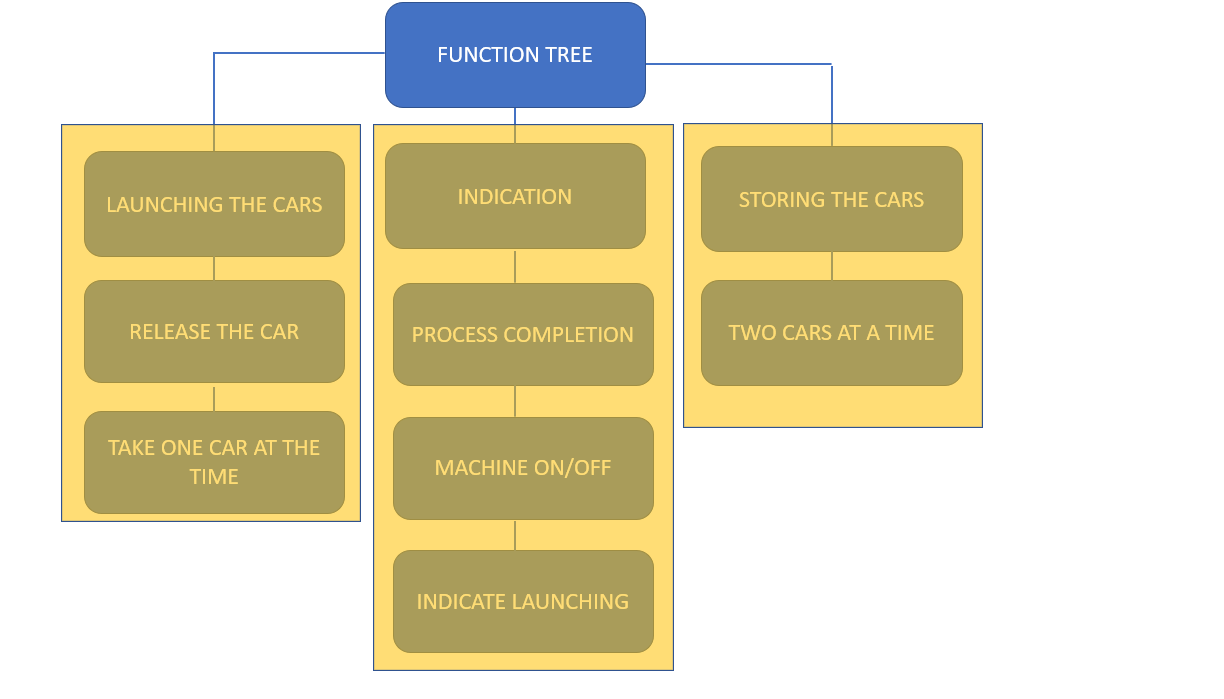 FUNCTION TREE
LAUNCHING THE CARS
RELEASE THE CAR
TAKE ONE CAR AT THE
TIME
INDICATION
PROCESS COMPLETION
MACHINE ON/OFF
INDICATE LAUNCHING
STORING THE CARS
TWO CARS AT A TIME